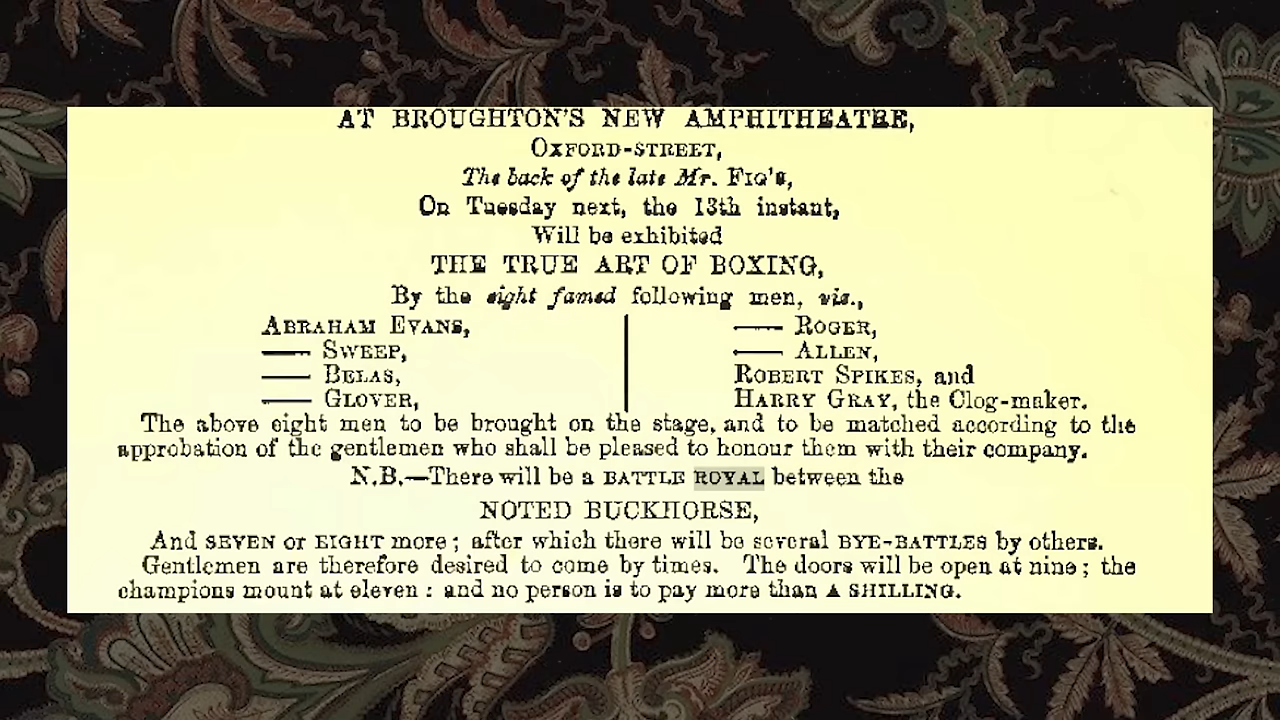 AT BROUGHTON'S NEW AMPHITHEATRE,
OXFORD-STREET,
The back of the late Mr. FIG'S,
On Tuesday next, the 13th instant,
Will be exhibited
THE TRUE ART OF BOXING,
By the eight famed following men, viz.,
ABRAHAM EVANS,
—— SWEEP,
—— BELAS,
—— GLOVER,
—— ROGER,
—— ALLEN,
ROBERT SPIKES, and
HARRY GRAY, the Clog-maker.
The above eight men to be brought on the stage, and to be matched according to the
approbation of the gentlemen who shall be pleased to honour them with their company.
N.B.—There will be a BATTLE ROYAL between the
NOTED BUCKHORSE,
And SEVEN or EIGHT more; after which there will be several BYE-BATTLES by others.
Gentlemen are therefore desired to come by times. The doors will be open at nine; the
champions mount at eleven: and no person is to pay more than A SHILLING.